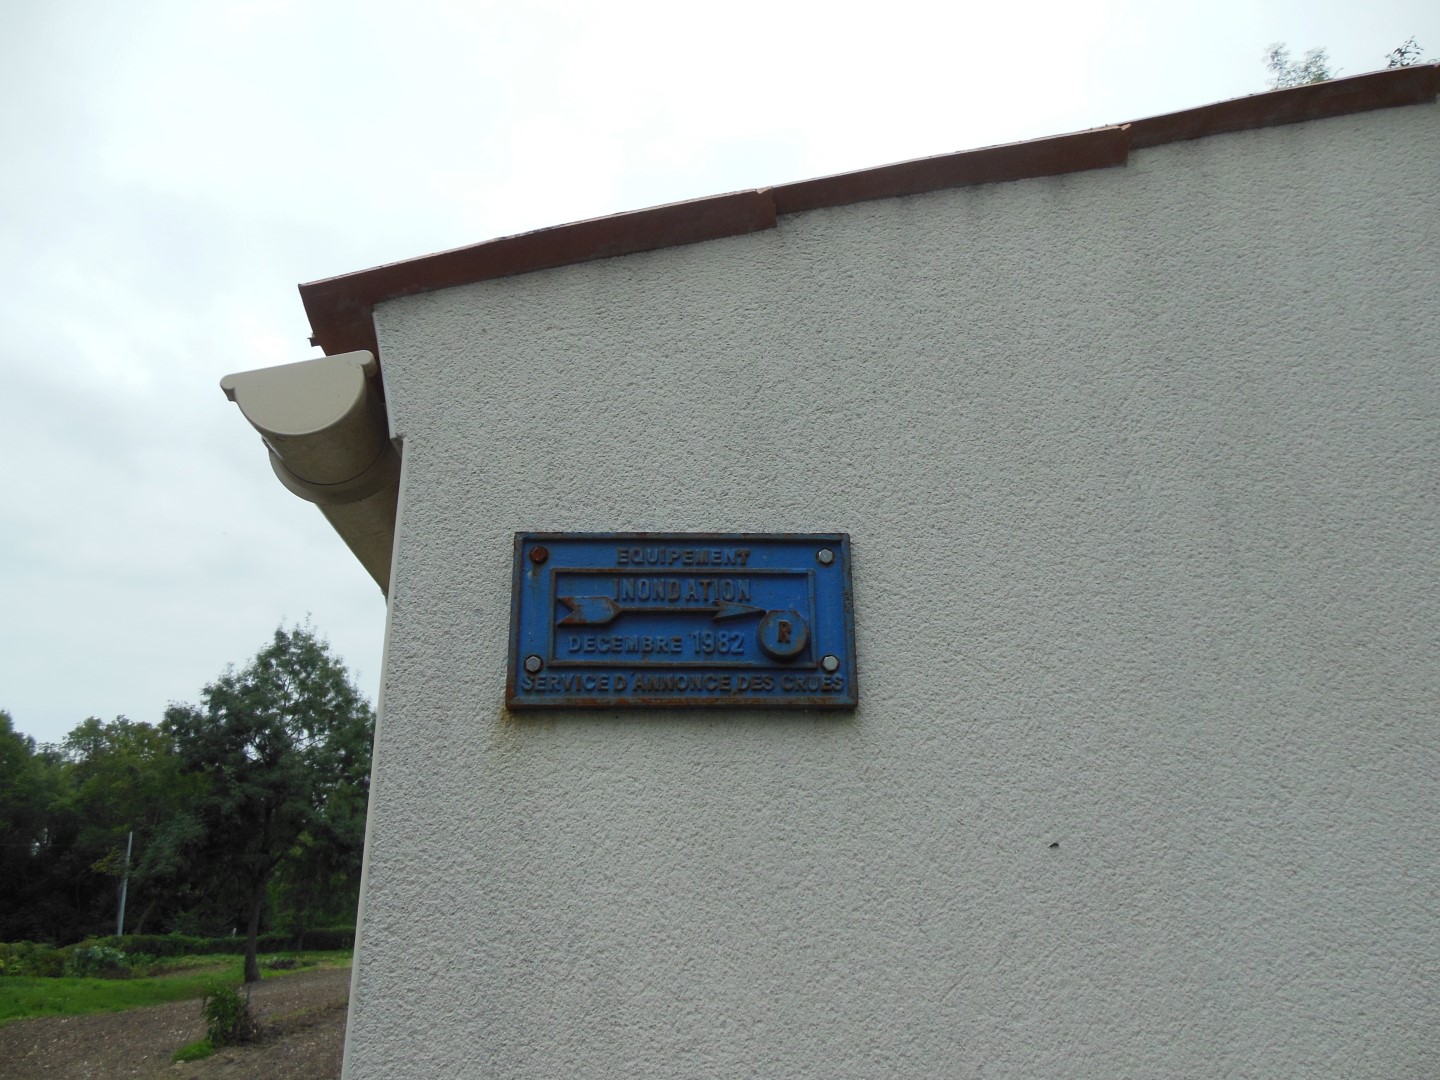 EQUIPEMENT
INONDATION
R
DECEMBRE 1982
SERVICE D'ANNONCE DES CRUES